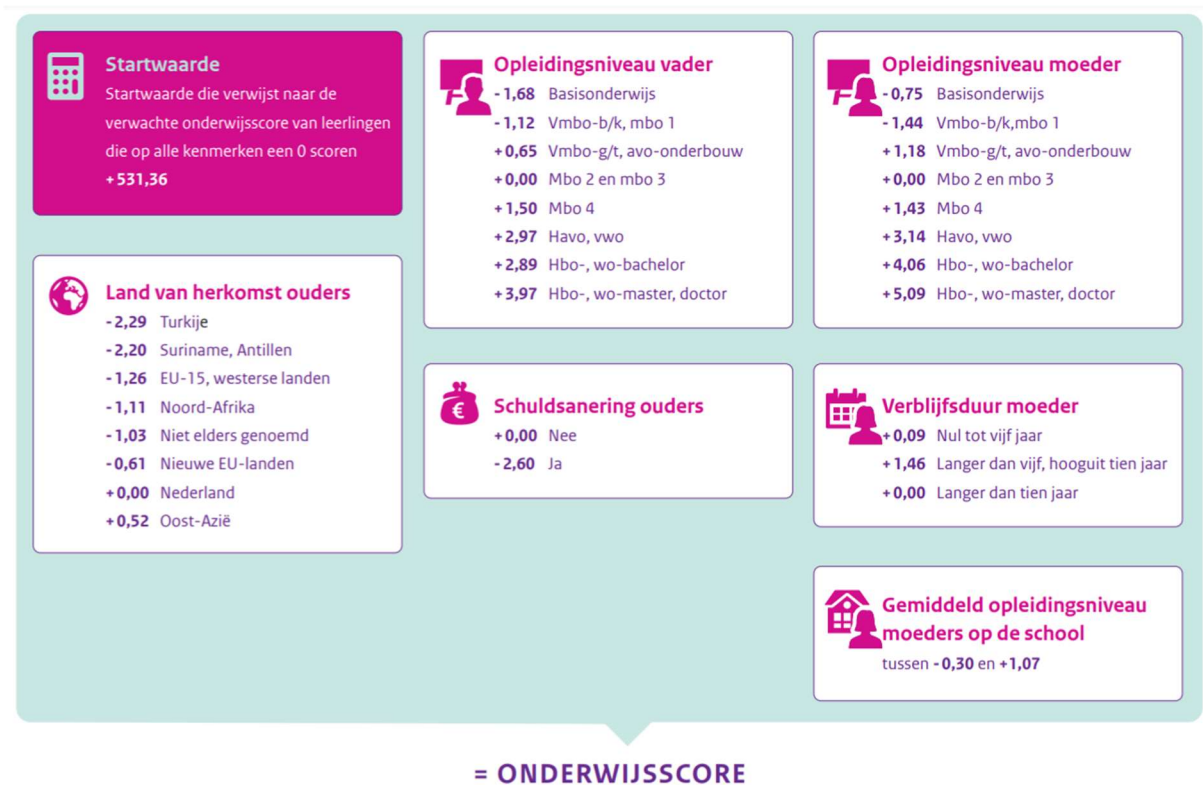 Startwaarde
Startwaarde die verwijst naar de
verwachte onderwijsscore van leerlingen
die op alle kenmerken een 0 scoren
+531,36
Land van herkomst ouders
-2,29 Turkije
-2,20 Suriname, Antillen
-1,26 EU-15, westerse landen
-1,11 Noord-Afrika
-1,03 Niet elders genoemd
-0,61 Nieuwe EU-landen
+0,00 Nederland
+0,52 Oost-Azië
Opleidingsniveau vader
-1,68 Basisonderwijs
-1,12 Vmbo-b/k, mbo 1
+0,65 Vmbo-g/t, avo-onderbouw
+0,00 Mbo 2 en mbo 3
+1,50 Mbo 4
+2,97 Havo, vwo
+2,89 Hbo-, wo-bachelor
+3,97 Hbo-, wo-master, doctor
€
Schuldsanering ouders
+0,00 Nee
-2,60 Ja
Opleidingsniveau moeder
-0,75 Basisonderwijs
-1,44 Vmbo-b/k,mbo 1
+1,18 Vmbo-g/t, avo-onderbouw
+0,00 Mbo 2 en mbo 3
+1,43 Mbo 4
+3,14 Havo, vwo
+4,06 Hbo-, wo-bachelor
+5,09 Hbo-, wo-master, doctor
Verblijfsduur moeder
+0,09 Nul tot vijf jaar
+1,46 Langer dan vijf, hooguit tien jaar
+0,00 Langer dan tien jaar
Gemiddeld opleidingsniveau
moeders op de school
tussen -0,30 en +1,07
= ONDERWIJSSCORE